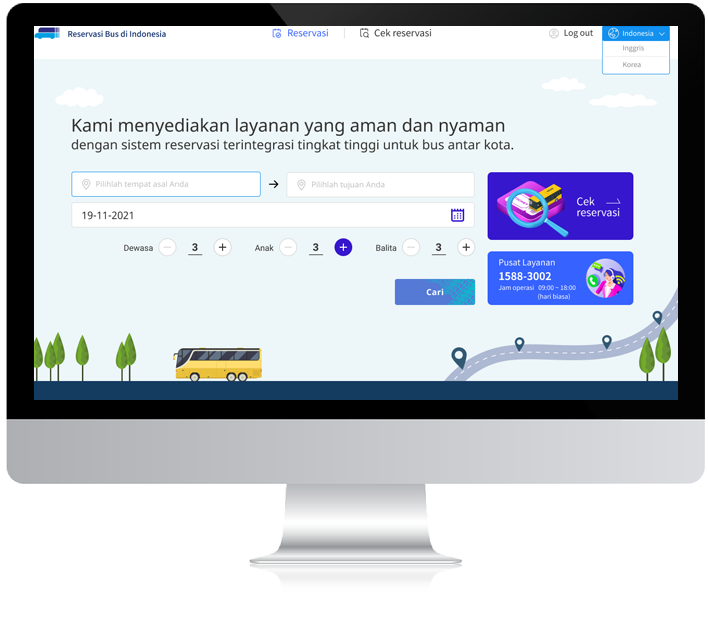 Reservasi Bus di Indonesia
Reservasi
Cek reservasi
Log out
Indonesia
Inggris
Korea
Kami menyediakan layanan yang aman dan nyaman
dengan sistem reservasi terintegrasi tingkat tinggi untuk bus antar kota.
Pilihlah tempat asal Anda
Pilihlah tujuan Anda
19-11-2021
Dewasa 3
Anak 3
Balita 3
Cari
Cek
reservasi
Pusat Layanan
1588-3002
Jam operasi 09:00 ~ 18:00
(hari biasa)